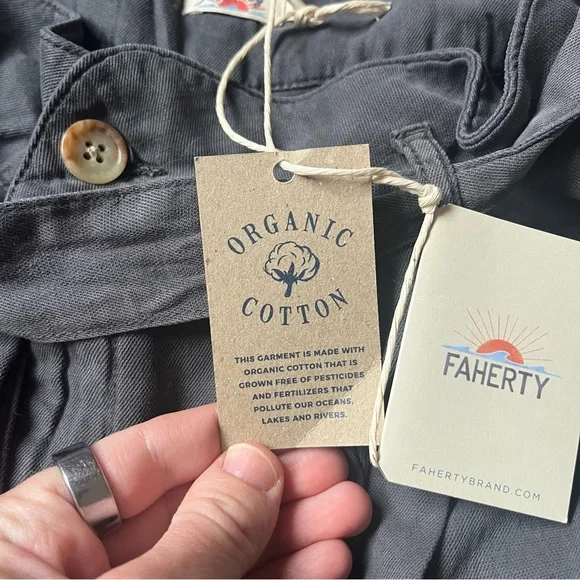 ORGANIC
COTTON
THIS GARMENT IS MADE WITH
ORGANIC COTTON THAT IS
GROWN FREE OF PESTICIDES
AND FERTILIZERS THAT
POLLUTE OUR OCEANS,
LAKES AND RIVERS.
FAHERTY
FAHERTYBRAND.COM